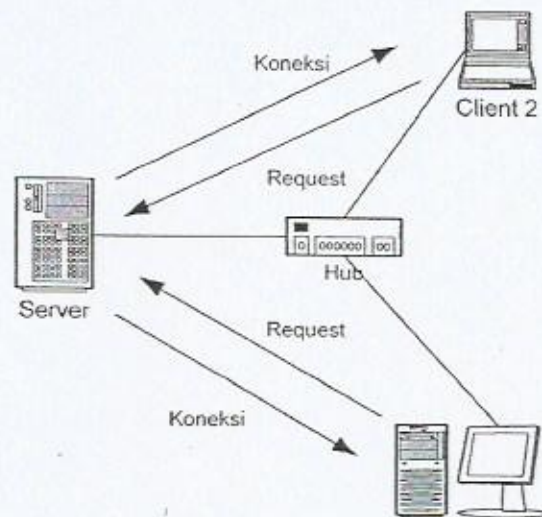 Koneksi
Client 2
Request
Hub
Server
Request
Koneksi